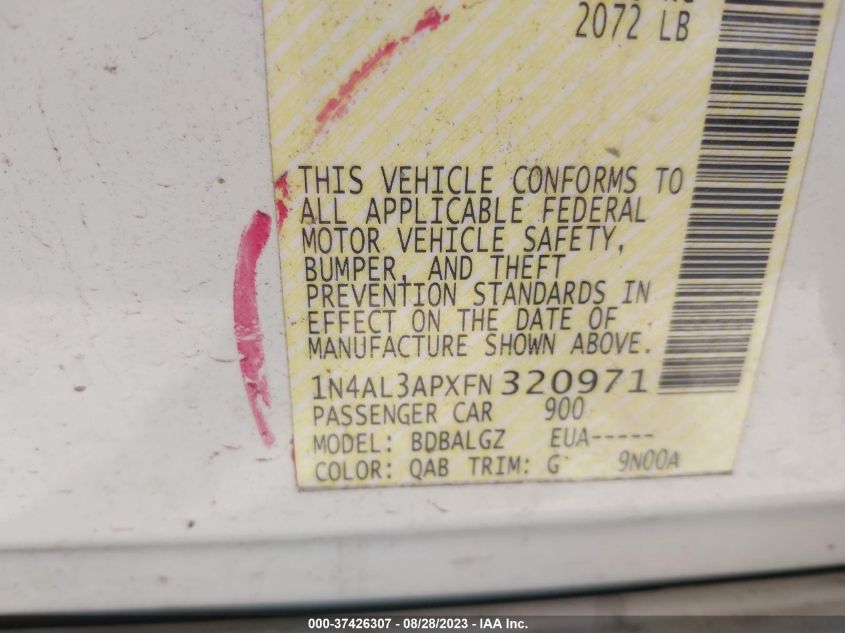 2072 LB
THIS VEHICLE CONFORMS TO
ALL APPLICABLE FEDERAL
MOTOR VEHICLE SAFETY,
BUMPER, AND THEFT
PREVENTION STANDARDS IN
EFFECT ON THE DATE OF
MANUFACTURE SHOWN ABOVE.
1N4AL3APXFN320971
PASSENGER CAR 900
MODEL: BDBALGZ EUA-----
COLOR: QAB TRIM: G 9N00A
000-37426307 - 08/28/2023 - IAA Inc.